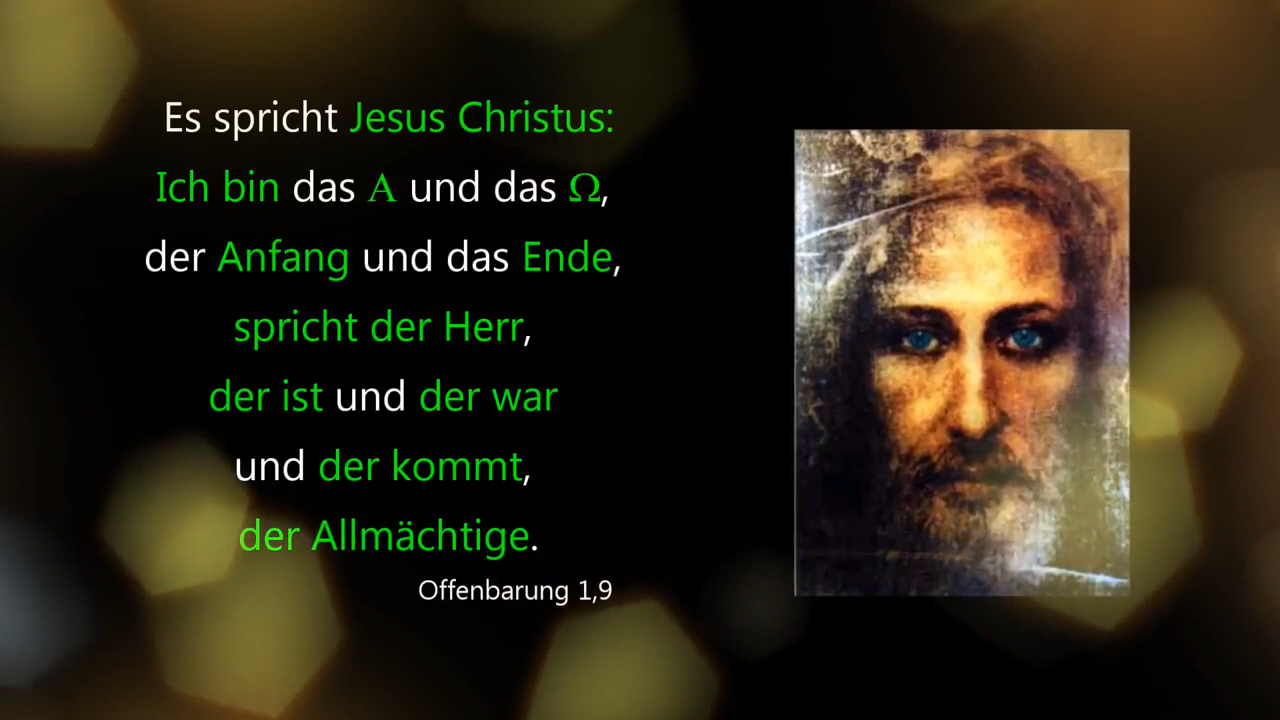 Es spricht Jesus Christus:
Ich bin das Α und das Ω,
der Anfang und das Ende,
spricht der Herr,
der ist und der war
und der kommt,
der Allmächtige.
Offenbarung 1,9